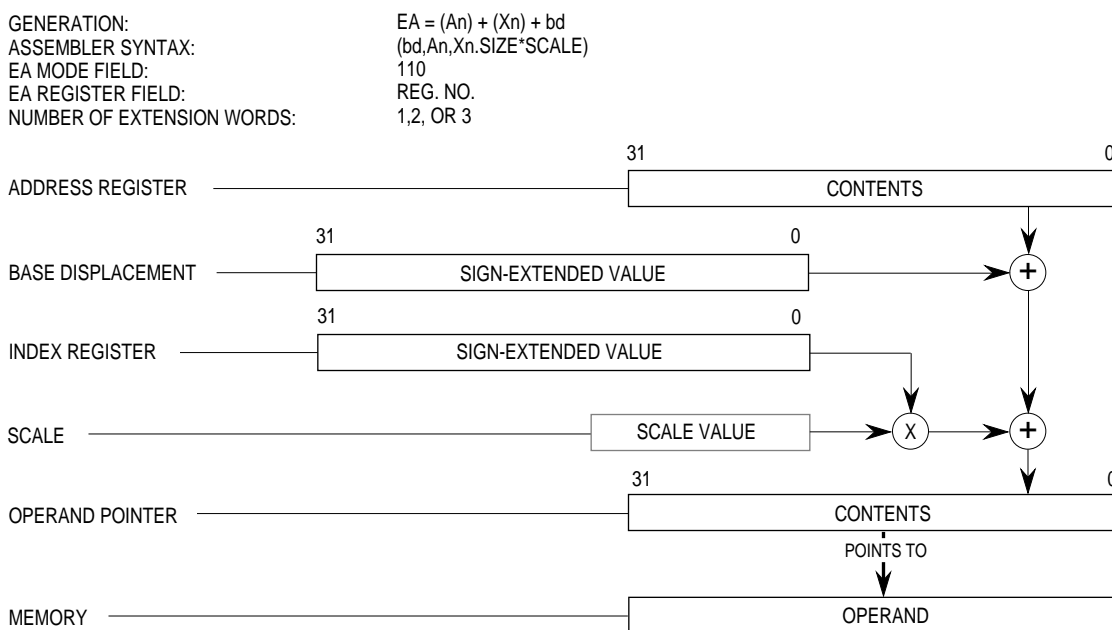 GENERATION: EA = (An) + (Xn) + bd
ASSEMBLER SYNTAX: (bd,An,Xn.SIZE*SCALE)
EA MODE FIELD: 110
EA REGISTER FIELD: REG. NO.
NUMBER OF EXTENSION WORDS: 1,2, OR 3
31 0
ADDRESS REGISTER CONTENTS
31 0
BASE DISPLACEMENT SIGN-EXTENDED VALUE +
31 0
INDEX REGISTER SIGN-EXTENDED VALUE
SCALE SCALE VALUE X +
31 0
OPERAND POINTER CONTENTS
POINTS TO
MEMORY OPERAND